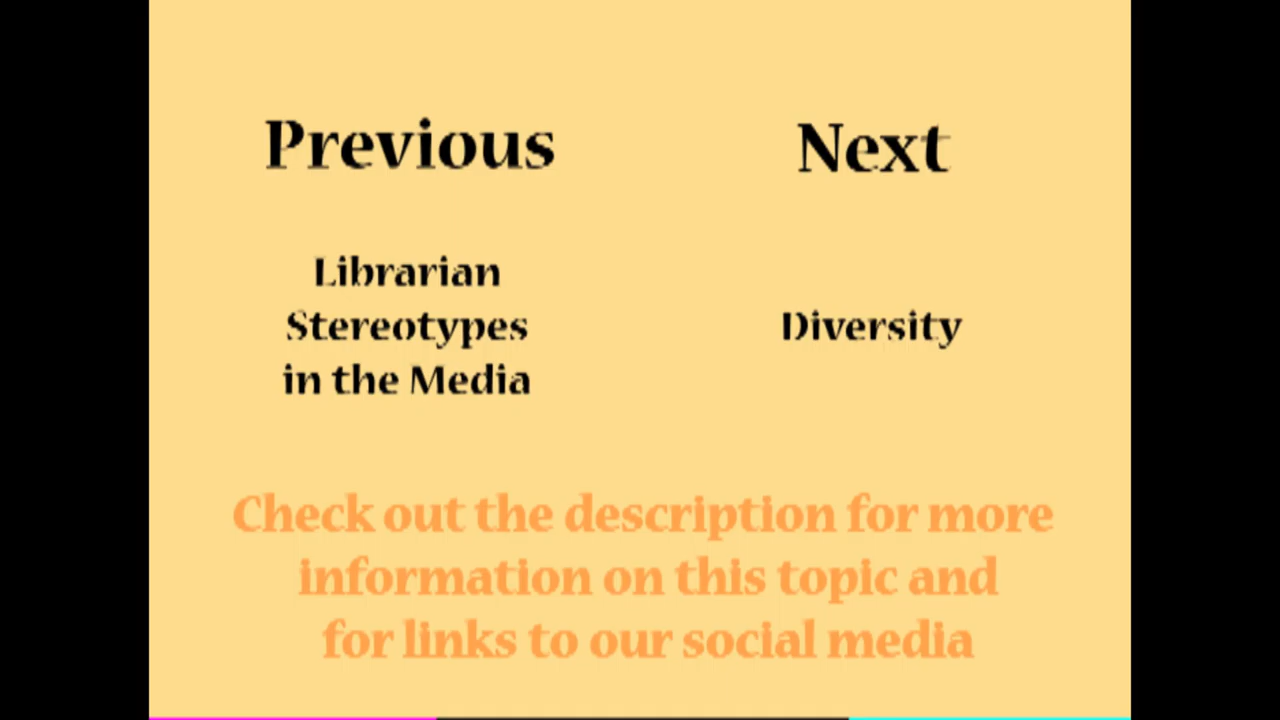 Previous
Next
Librarian
Stereotypes
in the Media
Diversity
Check out the description for more
information on this topic and
for links to our social media